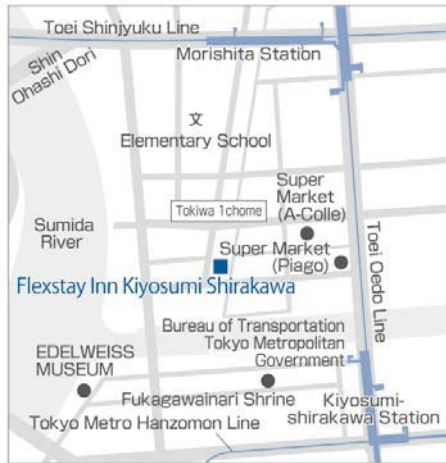 Toei Shinjyuku Line
Morishita Station
Shin
Ohashi Dori
文
Elementary School
Super
Market
(A-Colle)
Tokiwa 1chome
Sumida
River
Super Market
(Piago)
Toei Oedo Line
Flexstay Inn Kiyosumi Shirakawa
Bureau of Transportation
Tokyo Metropolitan
Government
EDELWEISS
MUSEUM
Fukagawainari Shrine
Kiyosumi-
shirakawa Station
Tokyo Metro Hanzomon Line